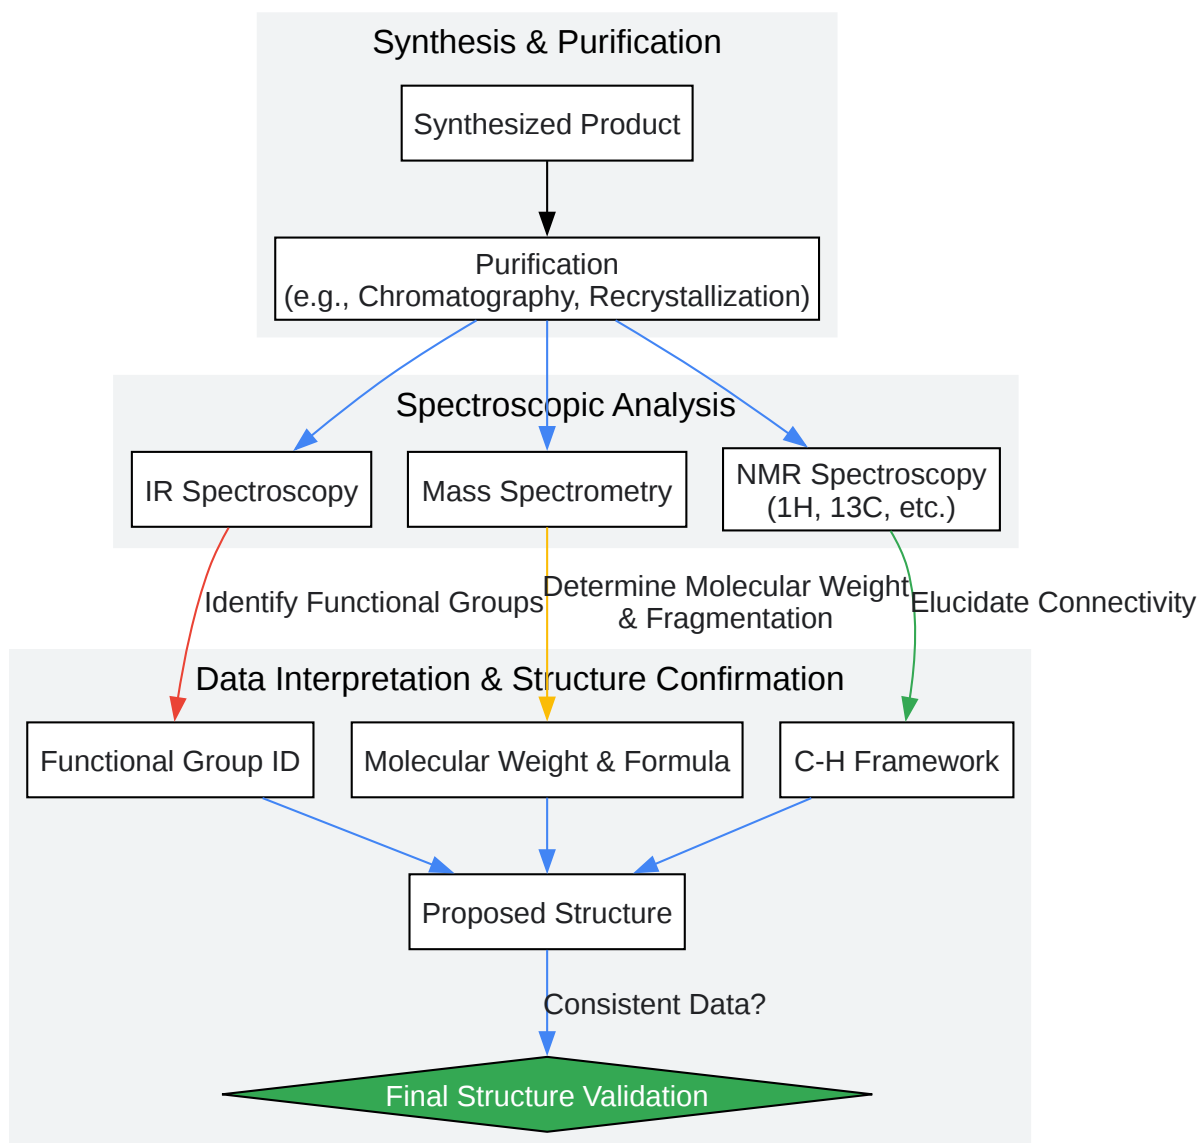 Synthesis & Purification
Synthesized Product
Purification
(e.g., Chromatography, Recrystallization)
Spectroscopic Analysis
IR Spectroscopy
Mass Spectrometry
NMR Spectroscopy
(1H, 13C, etc.)
Identify Functional Groups
Determine Molecular Weight
& Fragmentation
Elucidate Connectivity
Data Interpretation & Structure Confirmation
Functional Group ID
Molecular Weight & Formula
C-H Framework
Proposed Structure
Consistent Data?
Final Structure Validation